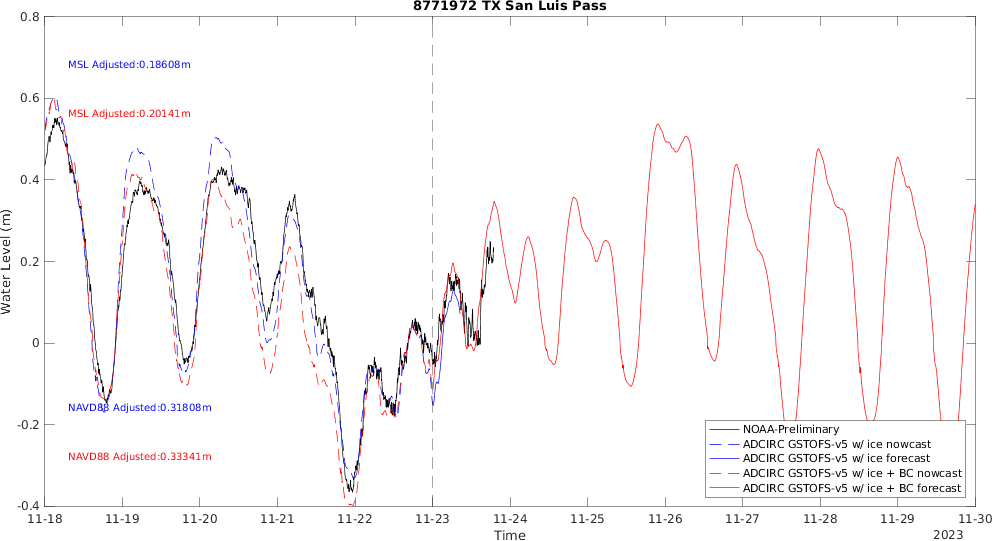 8771972 TX San Luis Pass
0.8
0.6
0.4
0.2
0
-0.2
-0.4
Water Level (m)
MSL Adjusted:0.18608m
MSL Adjusted:0.20141m
NAVD88 Adjusted:0.31808m
NAVD88 Adjusted:0.33341m
NOAA-Preliminary
ADCIRC GSTOFS-v5 w/ ice nowcast
ADCIRC GSTOFS-v5 w/ ice forecast
ADCIRC GSTOFS-v5 w/ ice + BC nowcast
ADCIRC GSTOFS-v5 w/ ice + BC forecast
11-18 11-19 11-20 11-21 11-22 11-23 11-24 11-25 11-26 11-27 11-28 11-29 11-30
Time
2023